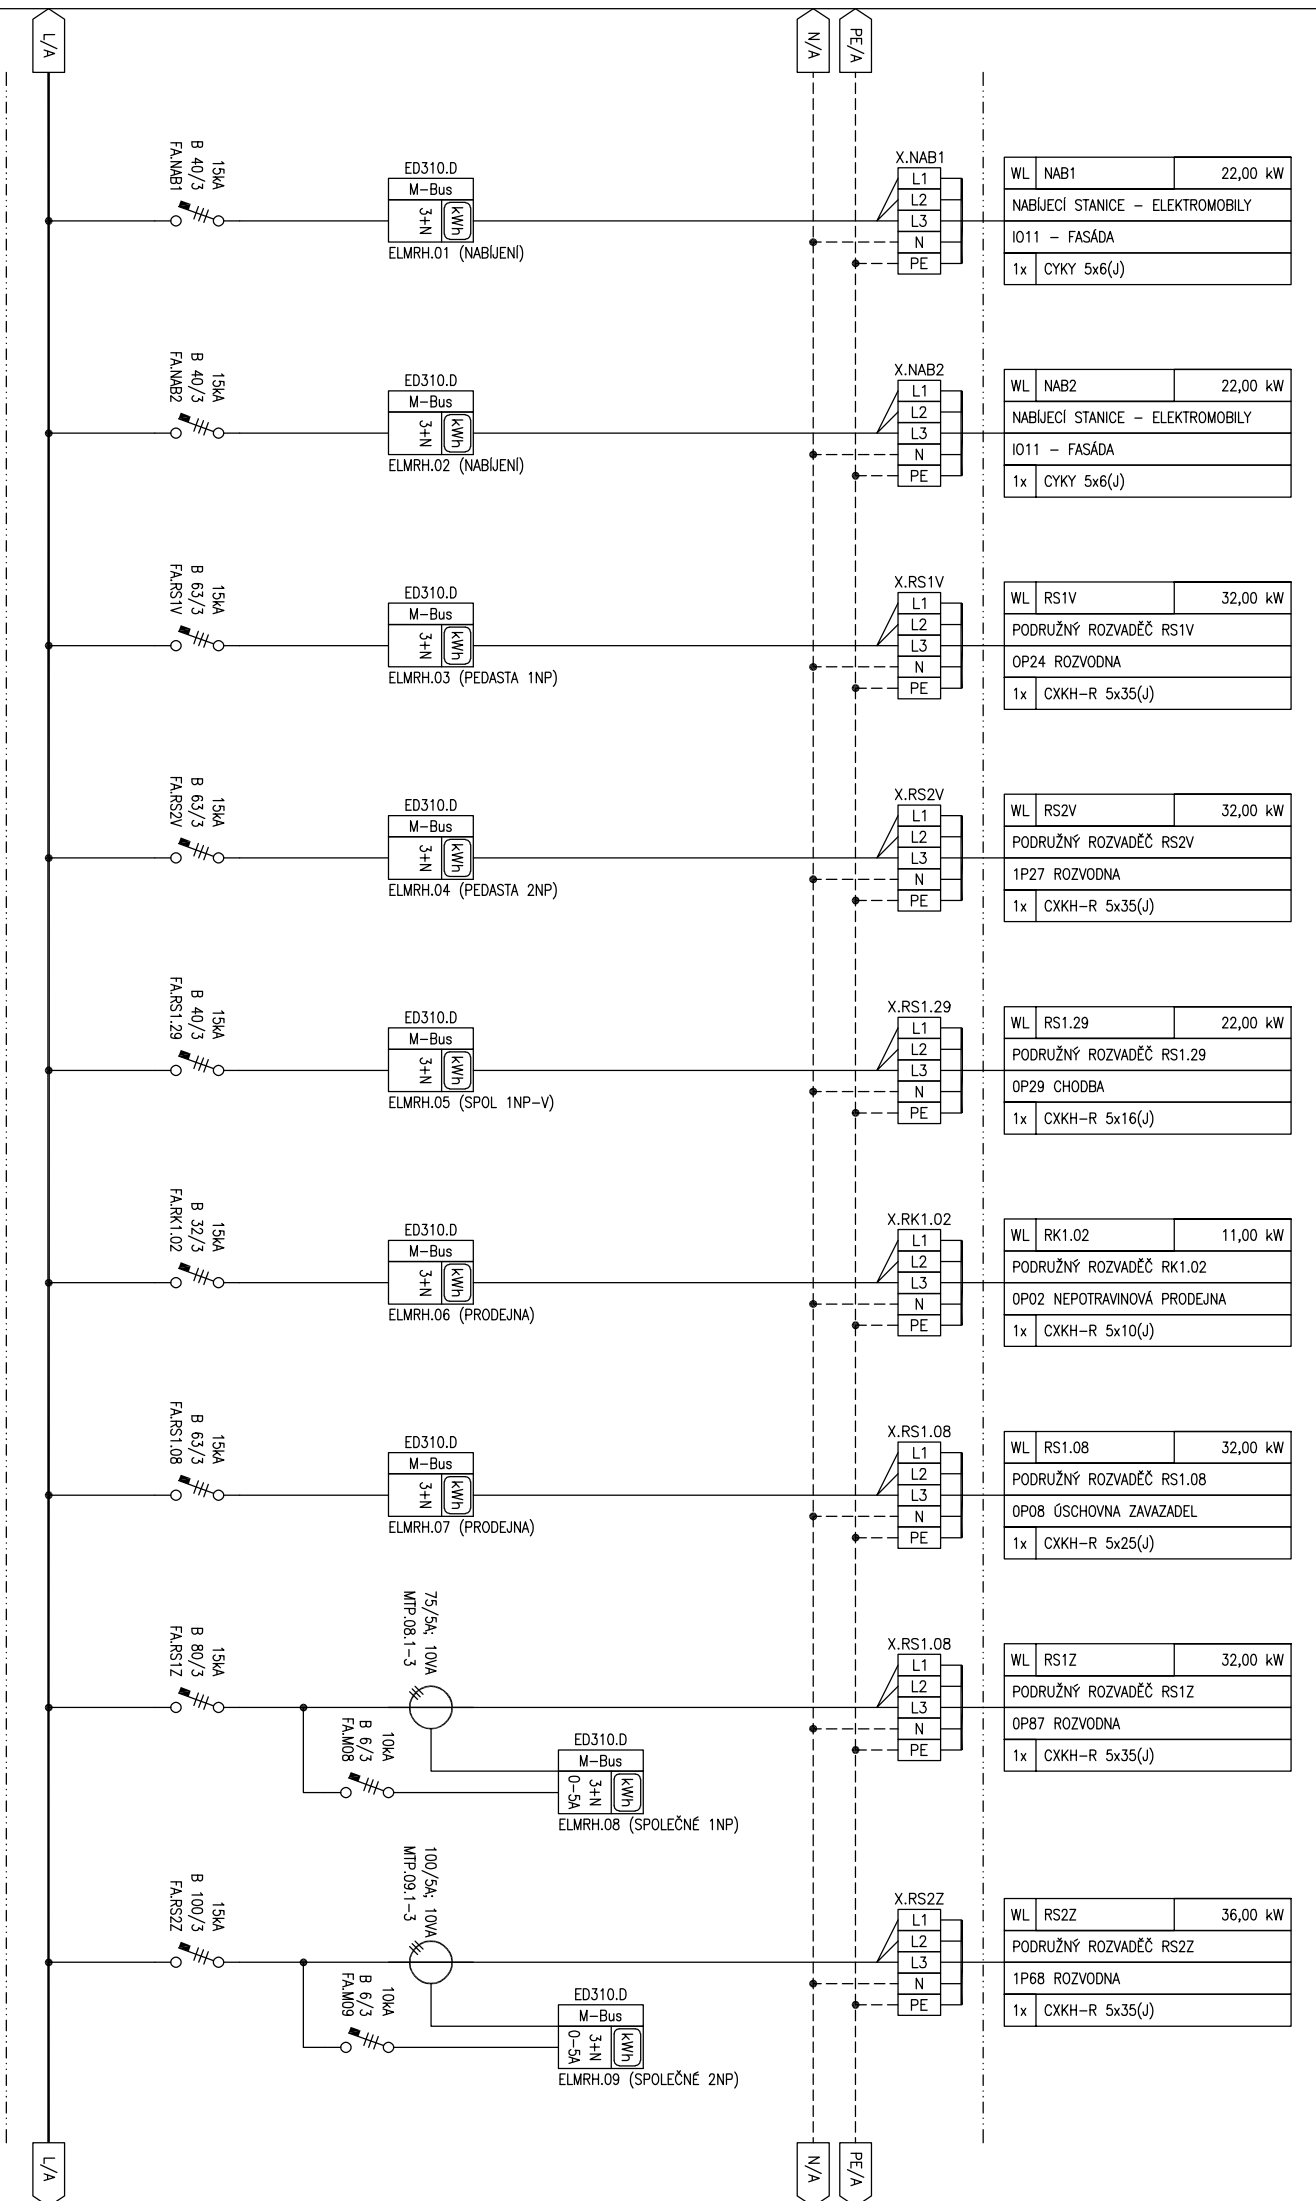 L/A
N/A
PE/A
15kA
B 40/3
FA.NAB1
ED310.D
M-Bus
3+N
kWh
ELMRH.01 (NABÍJENÍ)
X.NAB1
L1
L2
L3
N
PE
WL NAB1 22,00 kW
NABÍJECÍ STANICE – ELEKTROMOBILY
IO11 – FASÁDA
1x CYKY 5x6(J)
15kA
B 40/3
FA.NAB2
ED310.D
M-Bus
3+N
kWh
ELMRH.02 (NABÍJENÍ)
X.NAB2
L1
L2
L3
N
PE
WL NAB2 22,00 kW
NABÍJECÍ STANICE – ELEKTROMOBILY
IO11 – FASÁDA
1x CYKY 5x6(J)
15kA
B 63/3
FA.RS1V
ED310.D
M-Bus
3+N
kWh
ELMRH.03 (PEDASTA 1NP)
X.RS1V
L1
L2
L3
N
PE
WL RS1V 32,00 kW
PODRUŽNÝ ROZVADĚČ RS1V
0P24 ROZVODNA
1x CXKH-R 5x35(J)
15kA
B 63/3
FA.RS2V
ED310.D
M-Bus
3+N
kWh
ELMRH.04 (PEDASTA 2NP)
X.RS2V
L1
L2
L3
N
PE
WL RS2V 32,00 kW
PODRUŽNÝ ROZVADĚČ RS2V
1P27 ROZVODNA
1x CXKH-R 5x35(J)
15kA
B 40/3
FA.RS1.29
ED310.D
M-Bus
3+N
kWh
ELMRH.05 (SPOL 1NP-V)
X.RS1.29
L1
L2
L3
N
PE
WL RS1.29 22,00 kW
PODRUŽNÝ ROZVADĚČ RS1.29
0P29 CHODBA
1x CXKH-R 5x16(J)
15kA
B 32/3
FA.RK1.02
ED310.D
M-Bus
3+N
kWh
ELMRH.06 (PRODEJNA)
X.RK1.02
L1
L2
L3
N
PE
WL RK1.02 11,00 kW
PODRUŽNÝ ROZVADĚČ RK1.02
0P02 NEPOTRAVINOVÁ PRODEJNA
1x CXKH-R 5x10(J)
15kA
B 63/3
FA.RS1.08
ED310.D
M-Bus
3+N
kWh
ELMRH.07 (PRODEJNA)
X.RS1.08
L1
L2
L3
N
PE
WL RS1.08 32,00 kW
PODRUŽNÝ ROZVADĚČ RS1.08
0P08 ÚSCHOVNA ZAVAZADEL
1x CXKH-R 5x25(J)
15kA
B 80/3
FA.RS1Z
75/5A; 10VA
MTP.08.1-3
10kA
B 6/3
FA.M08
ED310.D
M-Bus
3+N
0-5A
kWh
ELMRH.08 (SPOLEČNÉ 1NP)
X.RS1.08
L1
L2
L3
N
PE
WL RS1Z 32,00 kW
PODRUŽNÝ ROZVADĚČ RS1Z
0P87 ROZVODNA
1x CXKH-R 5x35(J)
15kA
B 100/3
FA.RS2Z
100/5A; 10VA
MTP.09.1-3
10kA
B 6/3
FA.M09
ED310.D
M-Bus
3+N
0-5A
kWh
ELMRH.09 (SPOLEČNÉ 2NP)
X.RS2Z
L1
L2
L3
N
PE
WL RS2Z 36,00 kW
PODRUŽNÝ ROZVADĚČ RS2Z
1P68 ROZVODNA
1x CXKH-R 5x35(J)
L/A
N/A
PE/A